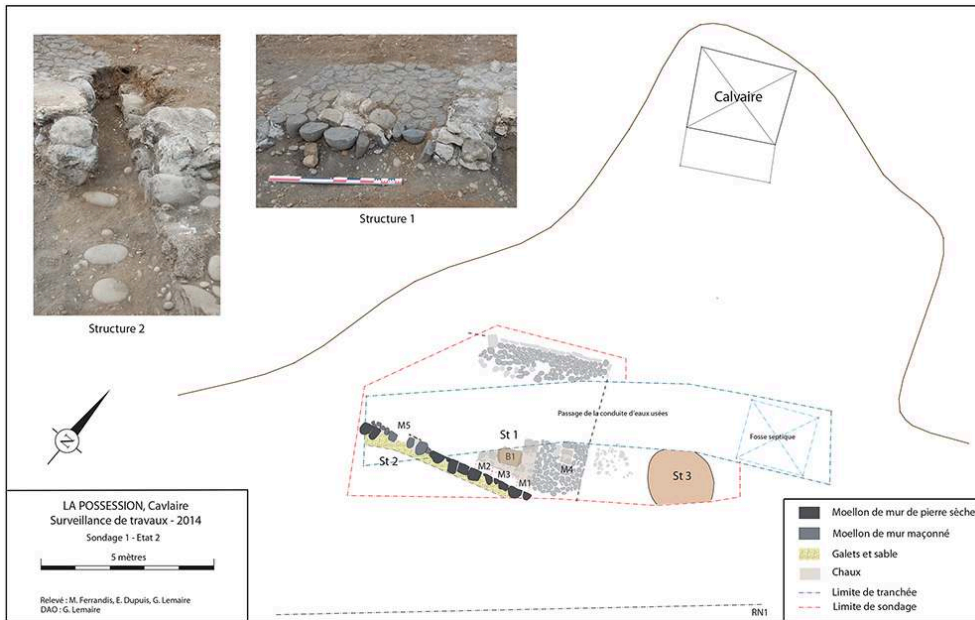 Structure 2
Structure 1
Calvaire
Passage de la conduite d'eaux usées
Fosse septique
M5
St 2
St 1
B1
M2
M3
M1
M4
St 3
N
LA POSSESSION, Cavlaire
Surveillance de travaux - 2014
Sondage 1 - Etat 2
5 mètres
Relevé : M. Ferrandis, E. Dupuis, G. Lemaire
DAO : G. Lemaire
Moellon de mur de pierre sèche
Moellon de mur maçonné
Galets et sable
Chaux
Limite de tranchée
Limite de sondage
RN1